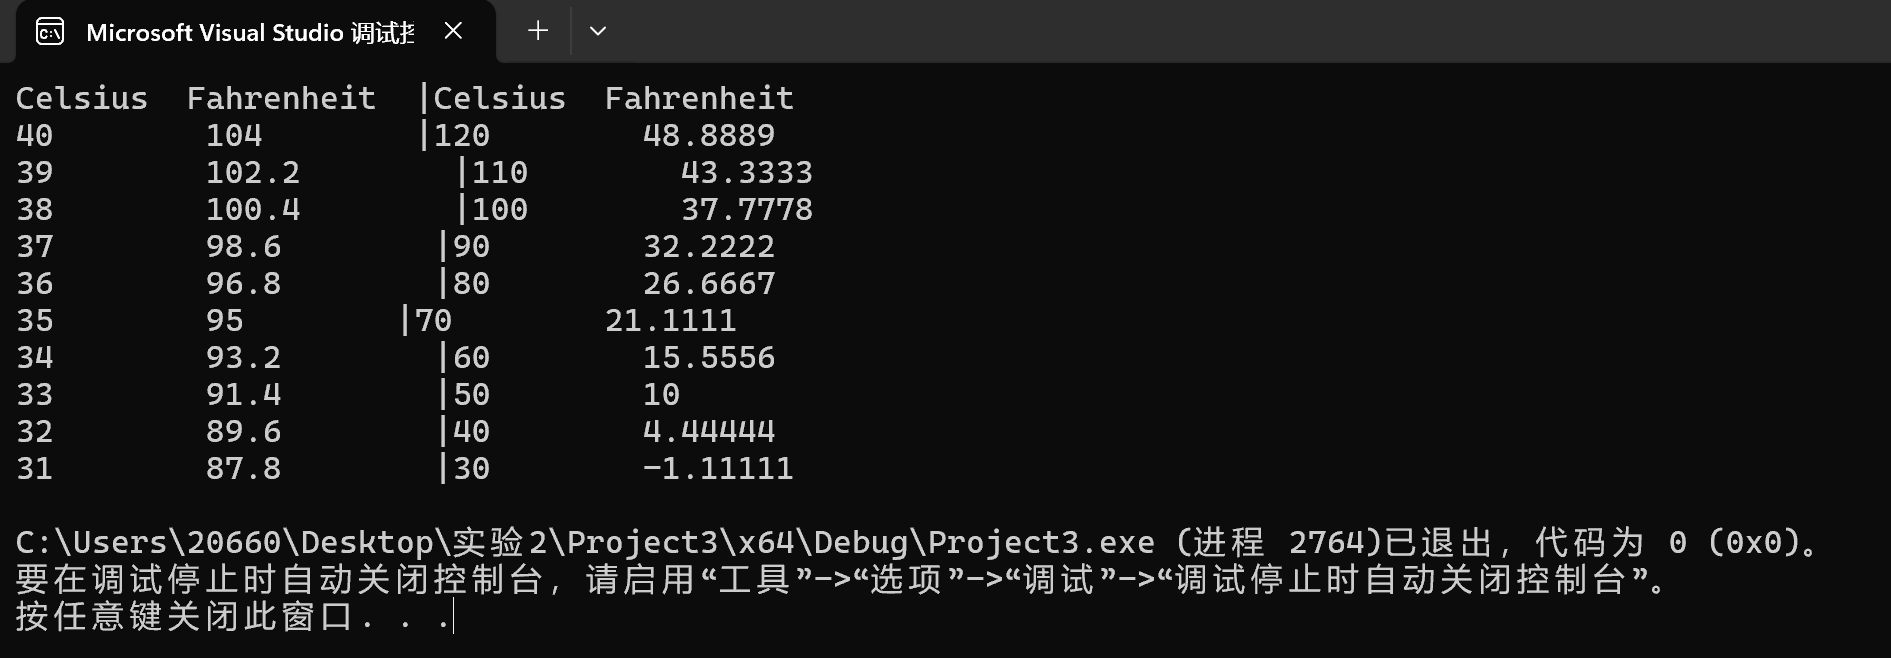 Microsoft Visual Studio 调试
Celsius  Fahrenheit  |Celsius  Fahrenheit
40        104        |120        48.8889
39        102.2        |110        43.3333
38        100.4        |100        37.7778
37        98.6        |90        32.2222
36        96.8        |80        26.6667
35        95        |70        21.1111
34        93.2        |60        15.5556
33        91.4        |50        10
32        89.6        |40        4.44444
31        87.8        |30        -1.11111
C:\Users\20660\Desktop\实验2\Project3\x64\Debug\Project3.exe (进程 2764)已退出，代码为 0 (0x0)。
要在调试停止时自动关闭控制台，请启用“工具”->“选项”->“调试”->“调试停止时自动关闭控制台”。
按任意键关闭此窗口. . .